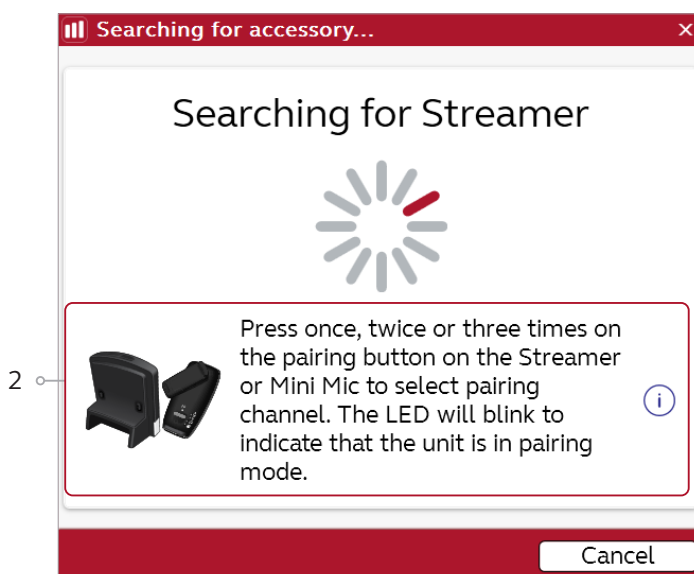 Searching for accessory...
Searching for Streamer
Press once, twice or three times on
the pairing button on the Streamer
or Mini Mic to select pairing
channel. The LED will blink to
indicate that the unit is in pairing
mode.
2
Cancel